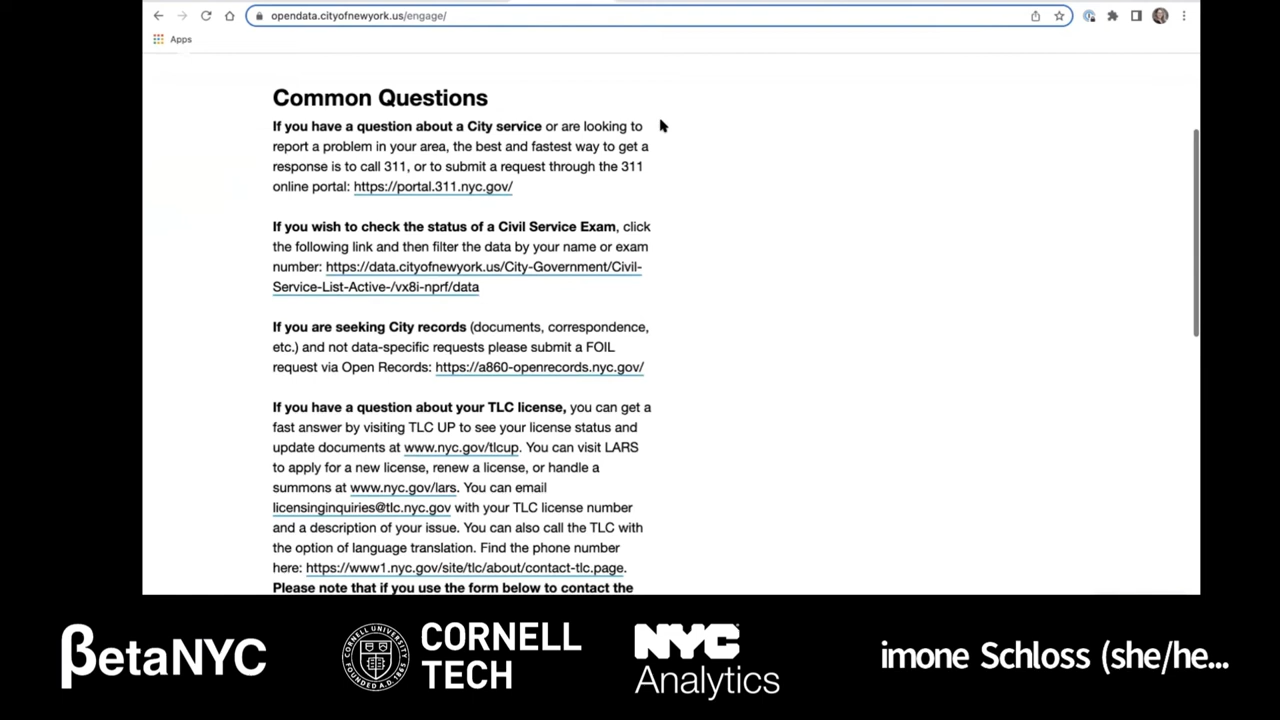 opendata.cityofnewyork.us/engage/
Apps
Common Questions
If you have a question about a City service or are looking to
report a problem in your area, the best and fastest way to get a
response is to call 311, or to submit a request through the 311
online portal: https://portal.311.nyc.gov/
If you wish to check the status of a Civil Service Exam, click
the following link and then filter the data by your name or exam
number: https://data.cityofnewyork.us/City-Government/Civil-
Service-List-Active-/vx8i-nprf/data
If you are seeking City records (documents, correspondence,
etc.) and not data-specific requests please submit a FOIL
request via Open Records: https://a860-openrecords.nyc.gov/
If you have a question about your TLC license, you can get a
fast answer by visiting TLC UP to see your license status and
update documents at www.nyc.gov/tlcup. You can visit LARS
to apply for a new license, renew a license, or handle a
summons at www.nyc.gov/lars. You can email
licensinginquiries@tlc.nyc.gov with your TLC license number
and a description of your issue. You can also call the TLC with
the option of language translation. Find the phone number
here: https://www1.nyc.gov/site/tlc/about/contact-tlc.page.
Please note that if you use the form below to contact the
βetaNYC
CORNELL UNIVERSITY
FOUNDED A.D. 1865
CORNELL
TECH
NYC
Analytics
imone Schloss (she/he...